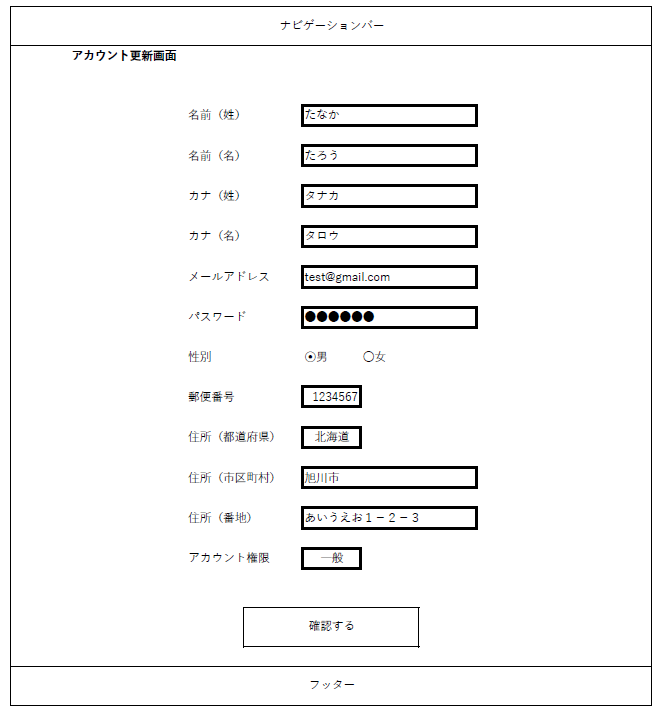 ナビゲーションバー
アカウント更新画面
名前（姓） たなか
名前（名） たろう
カナ（姓） タナカ
カナ（名） タロウ
メールアドレス test@gmail.com
パスワード ●●●●●●
性別 ◉男 〇女
郵便番号 1234567
住所（都道府県） 北海道
住所（市区町村） 旭川市
住所（番地） あいうえお１－２－３
アカウント権限 一般
確認する
フッター